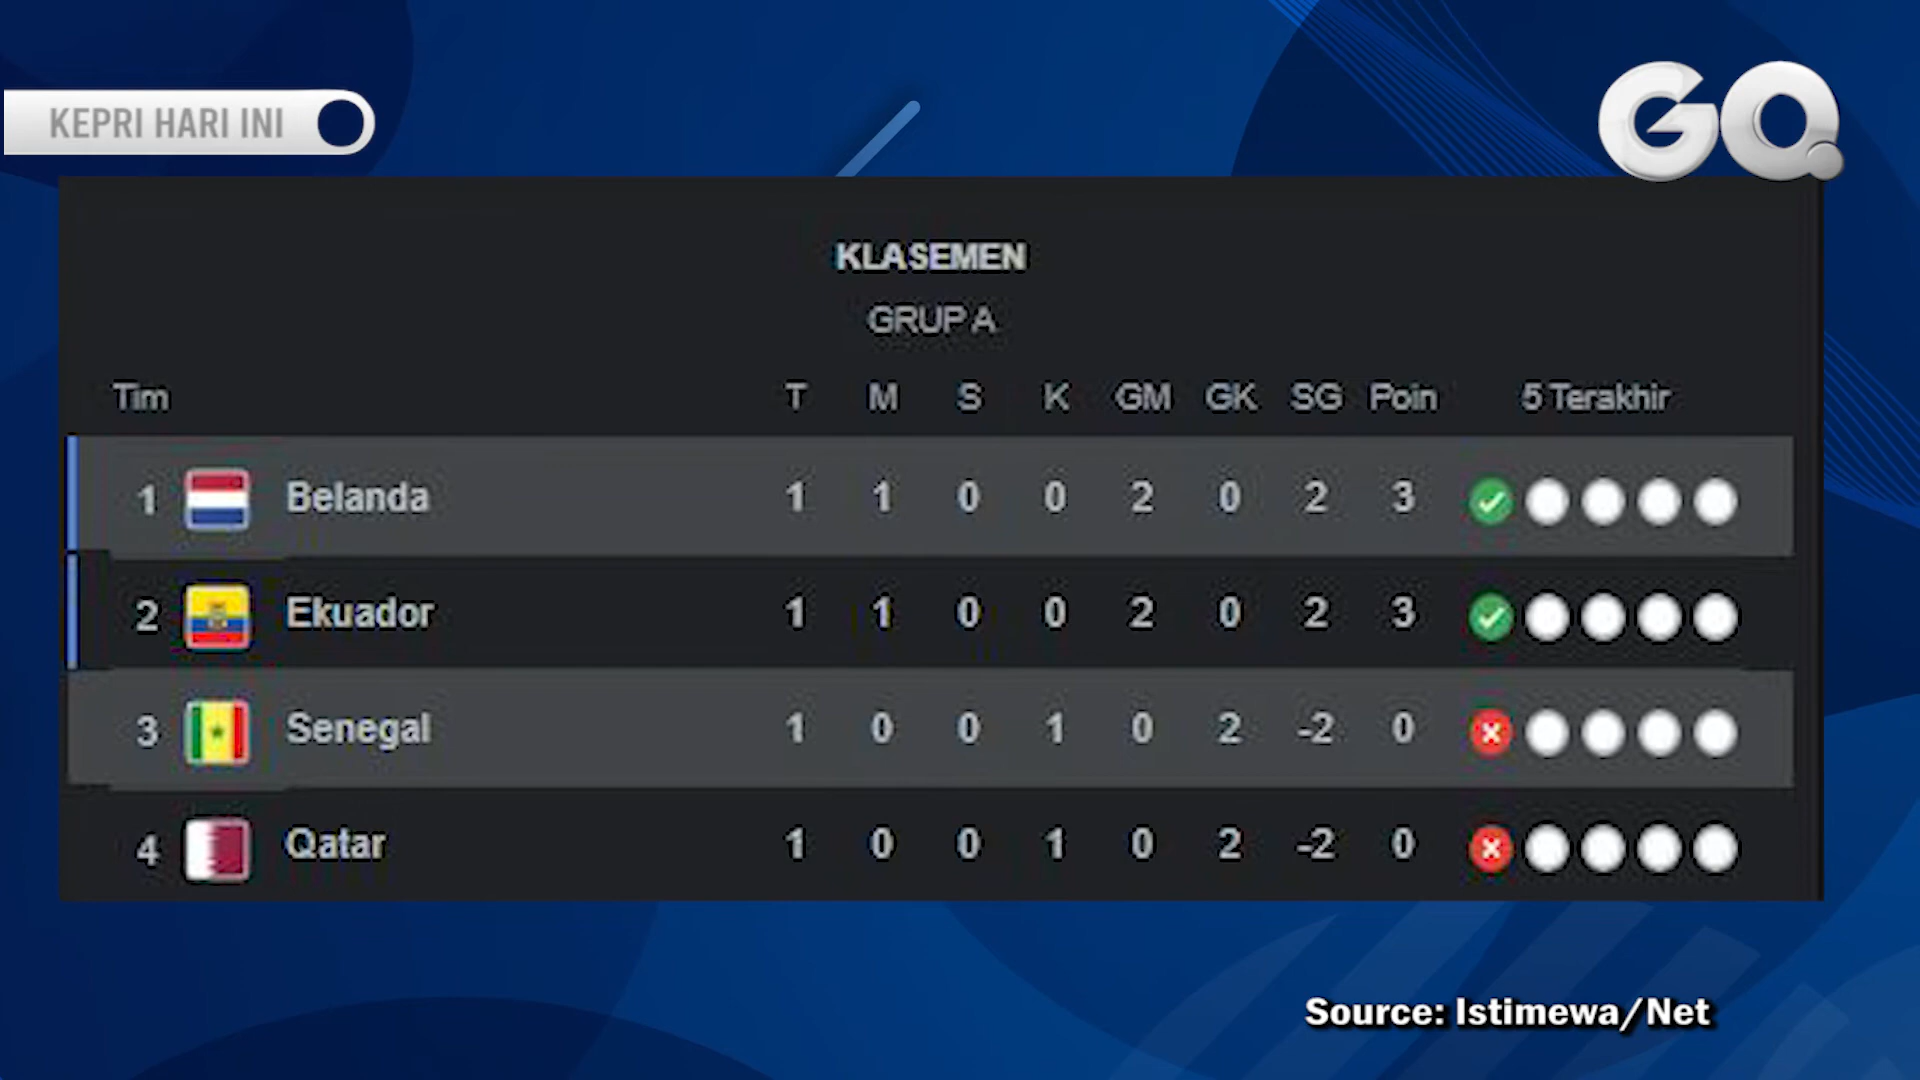 KEPRI HARI INI
GQ
KLASEMEN
GRUP A
Tim T M S K GM GK SG Poin 5 Terakhir
1 Belanda 1 1 0 0 2 0 2 3
2 Ekuador 1 1 0 0 2 0 2 3
3 Senegal 1 0 0 1 0 2 -2 0
4 Qatar 1 0 0 1 0 2 -2 0
Source: Istimewa/Net